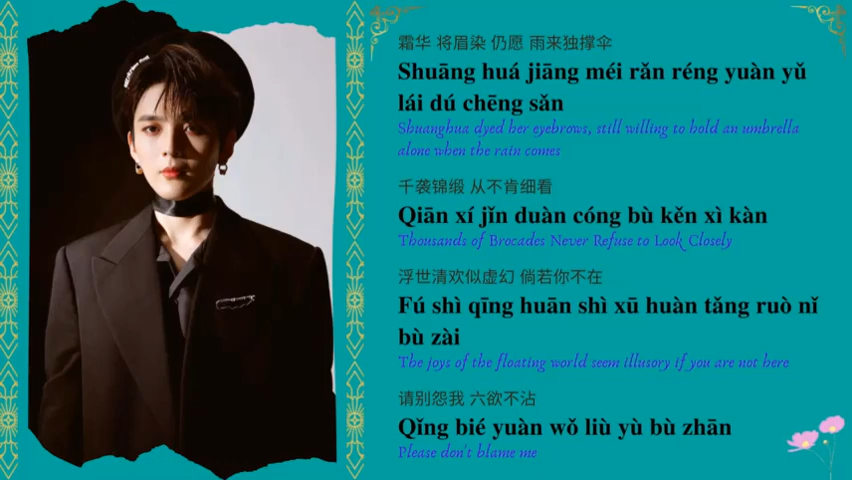 霜华 将眉染 仍愿 雨来独撑伞
Shuāng huá jiāng méi rǎn réng yuàn yǔ
lái dú chēng sǎn
Shuanghua dyed her eyebrows, still willing to hold an umbrella
alone when the rain comes
千袭锦缎 从不肯细看
Qiān xí jǐn duàn cóng bù kěn xì kàn
Thousands of Brocades Never Refuse to Look Closely
浮世清欢似虚幻 倘若你不在
Fú shì qīng huān shì xū huàn tǎng ruò nǐ
bù zài
The joys of the floating world seem illusory if you are not here
请别怨我 六欲不沾
Qǐng bié yuàn wǒ liù yù bù zhān
Please don't blame me